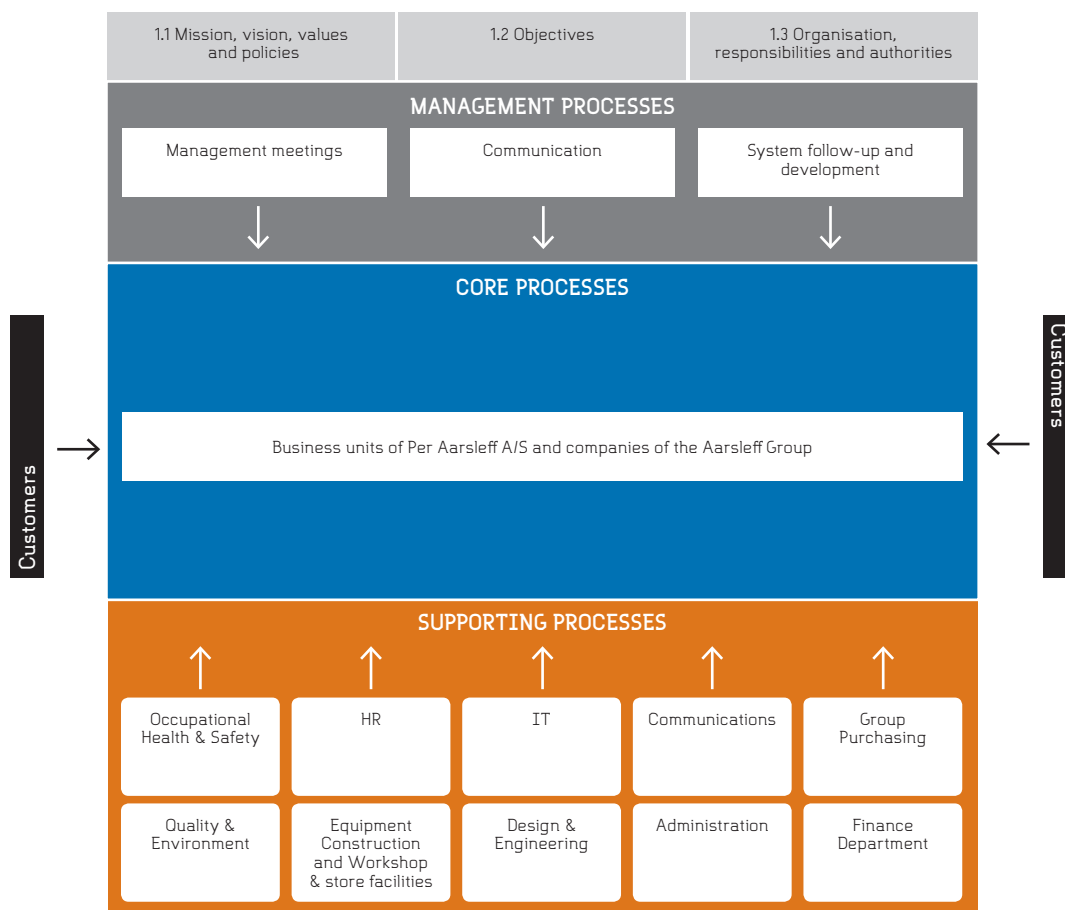 1.1 Mission, vision, values
and policies
1.2 Objectives
1.3 Organisation,
responsibilities and authorities
MANAGEMENT PROCESSES
Management meetings
Communication
System follow-up and
development
CORE PROCESSES
Customers
Business units of Per Aarsleff A/S and companies of the Aarsleff Group
Customers
SUPPORTING PROCESSES
Occupational
Health & Safety
HR
IT
Communications
Group
Purchasing
Quality &
Environment
Equipment
Construction
and Workshop
& store facilities
Design &
Engineering
Administration
Finance
Department